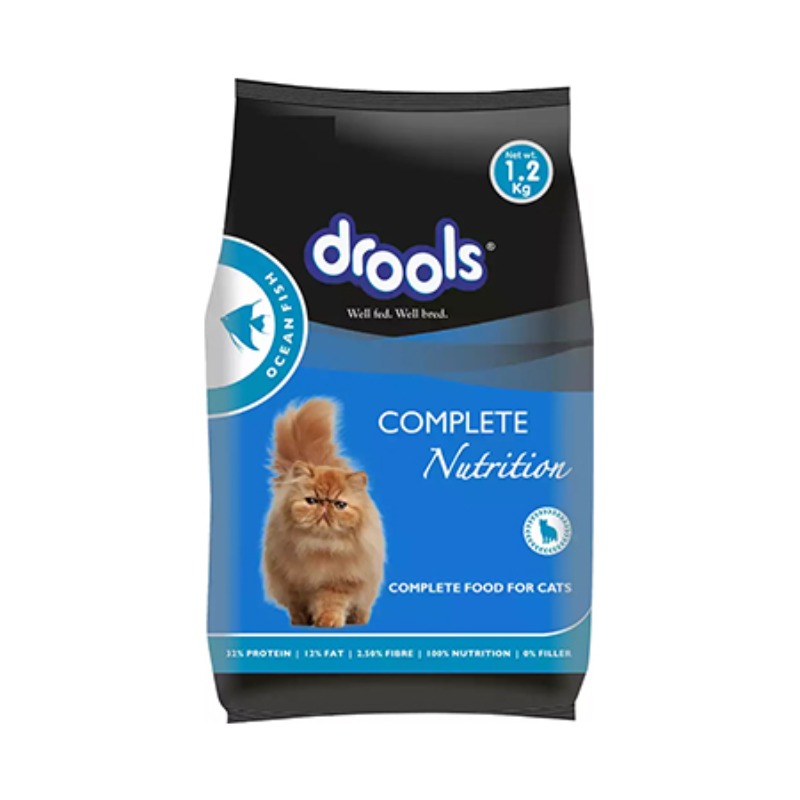 Net wt.
1.2
Kg
drools®
Well fed. Well bred.
OCEAN FISH
COMPLETE
Nutrition
COMPLETE FOOD FOR CATS
32% PROTEIN | 12% FAT | 2.50% FIBRE | 100% NUTRITION | 0% FILLER